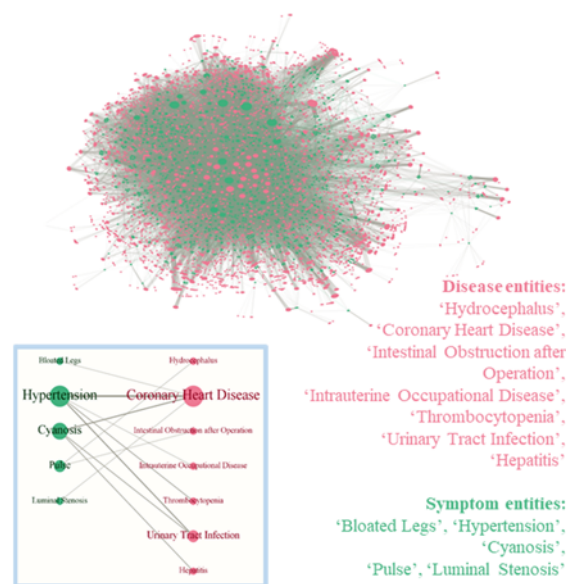 Disease entities:
‘Hydrocephalus’,
‘Coronary Heart Disease’,
‘Intestinal Obstruction after
Operation’,
‘Intrauterine Occupational Disease’,
‘Thrombocytopenia’,
‘Urinary Tract Infection’,
‘Hepatitis’
Symptom entities:
‘Bloated Legs’, ‘Hypertension’,
‘Cyanosis’,
‘Pulse’, ‘Luminal Stenosis’
Bloated Legs
Hydrocephalus
Hypertension
Coronary Heart Disease
Cyanosis
Intestinal Obstruction after Operation
Pulse
Intrauterine Occupational Disease
Luminal Stenosis
Thrombocytopenia
Urinary Tract Infection
Hepatitis